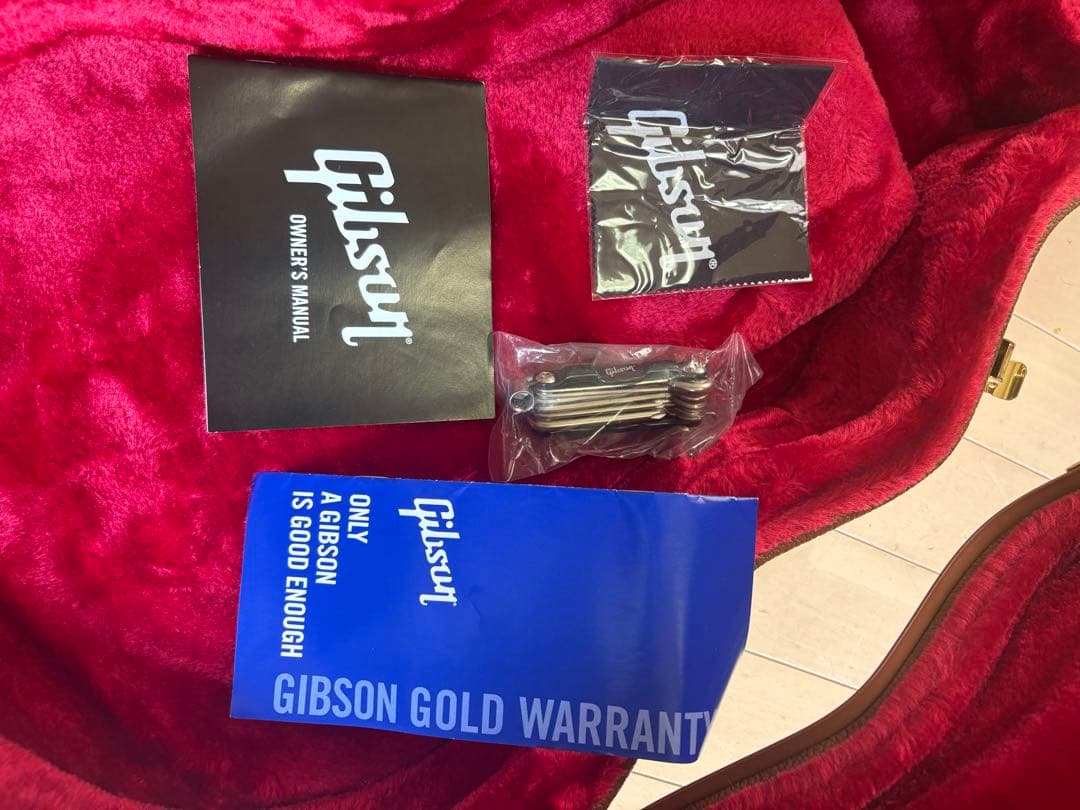 Gibson®
OWNER'S MANUAL
Gibson®
Gibson
Gibson
ONLY
A GIBSON
IS GOOD ENOUGH
GIBSON GOLD WARRANTY